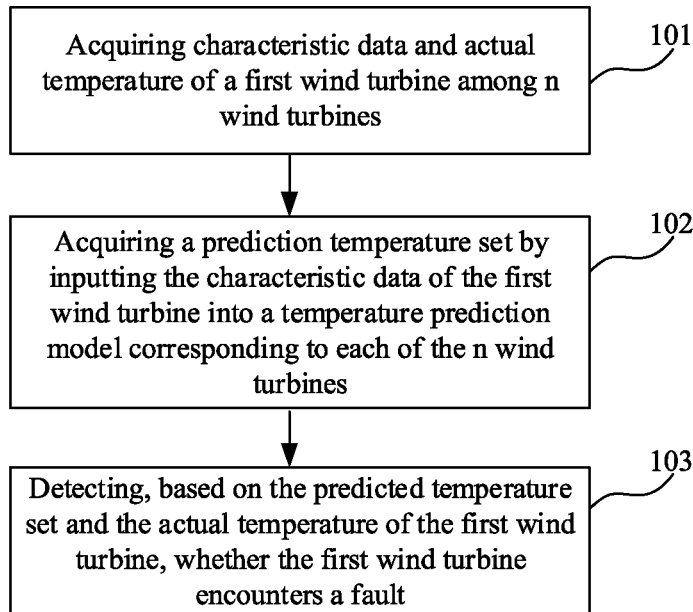 Acquiring characteristic data and actual
temperature of a first wind turbine among n
wind turbines
101
Acquiring a prediction temperature set by
inputting the characteristic data of the first
wind turbine into a temperature prediction
model corresponding to each of the n wind
turbines
102
Detecting, based on the predicted temperature
set and the actual temperature of the first wind
turbine, whether the first wind turbine
encounters a fault
103